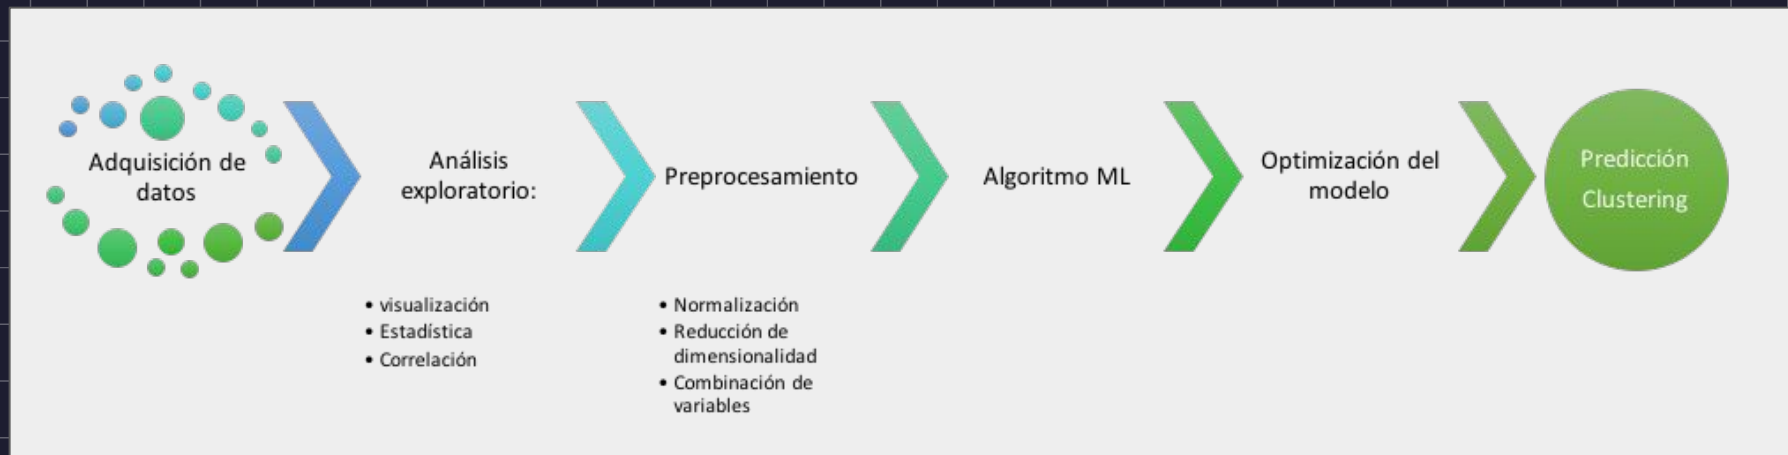 Adquisición de
datos
Análisis
exploratorio:
• visualización
• Estadística
• Correlación
Preprocesamiento
• Normalización
• Reducción de
dimensionalidad
• Combinación de
variables
Algoritmo ML
Optimización del
modelo
Predicción
Clustering